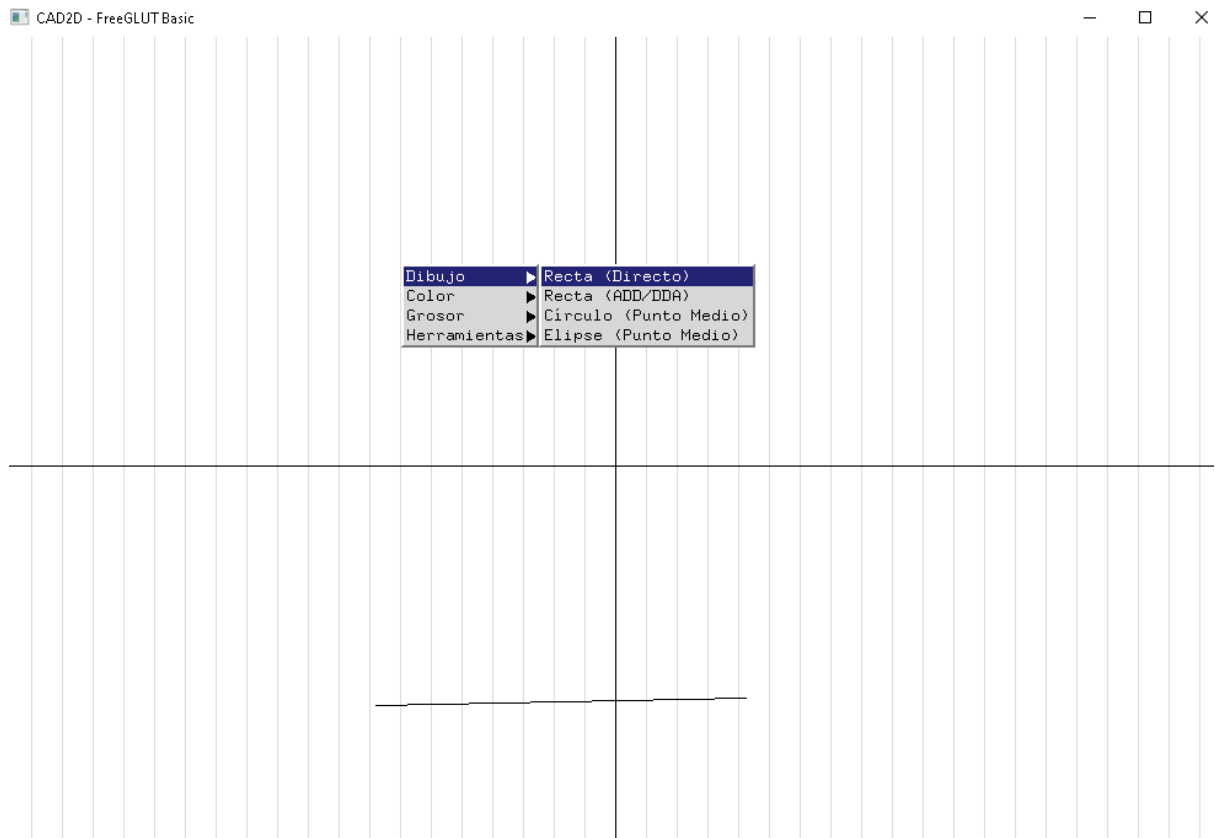 CAD2D - FreeGLUT Basic
Dibujo
Color
Grosor
Herramientas
Recta (Directo)
Recta (ADD/DDA)
Círculo (Punto Medio)
Elipse (Punto Medio)